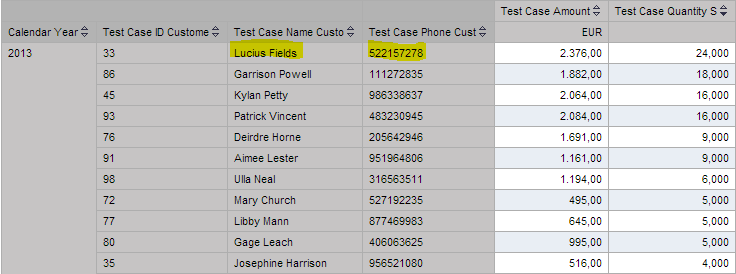 Test Case Amount Test Case Quantity S
Calendar Year Test Case ID Custome Test Case Name Custo Test Case Phone Cust EUR
2013 33 Lucius Fields 522157278 2.376,00 24,000
86 Garrison Powell 111272835 1.882,00 18,000
45 Kylan Petty 986338637 2.064,00 16,000
93 Patrick Vincent 483230945 2.084,00 16,000
76 Deirdre Horne 205642946 1.691,00 9,000
91 Aimee Lester 951964806 1.161,00 9,000
98 Ulla Neal 316563511 1.194,00 6,000
72 Mary Church 527192235 495,00 5,000
77 Libby Mann 877469983 645,00 5,000
80 Gage Leach 406063625 995,00 5,000
35 Josephine Harrison 956521080 516,00 4,000